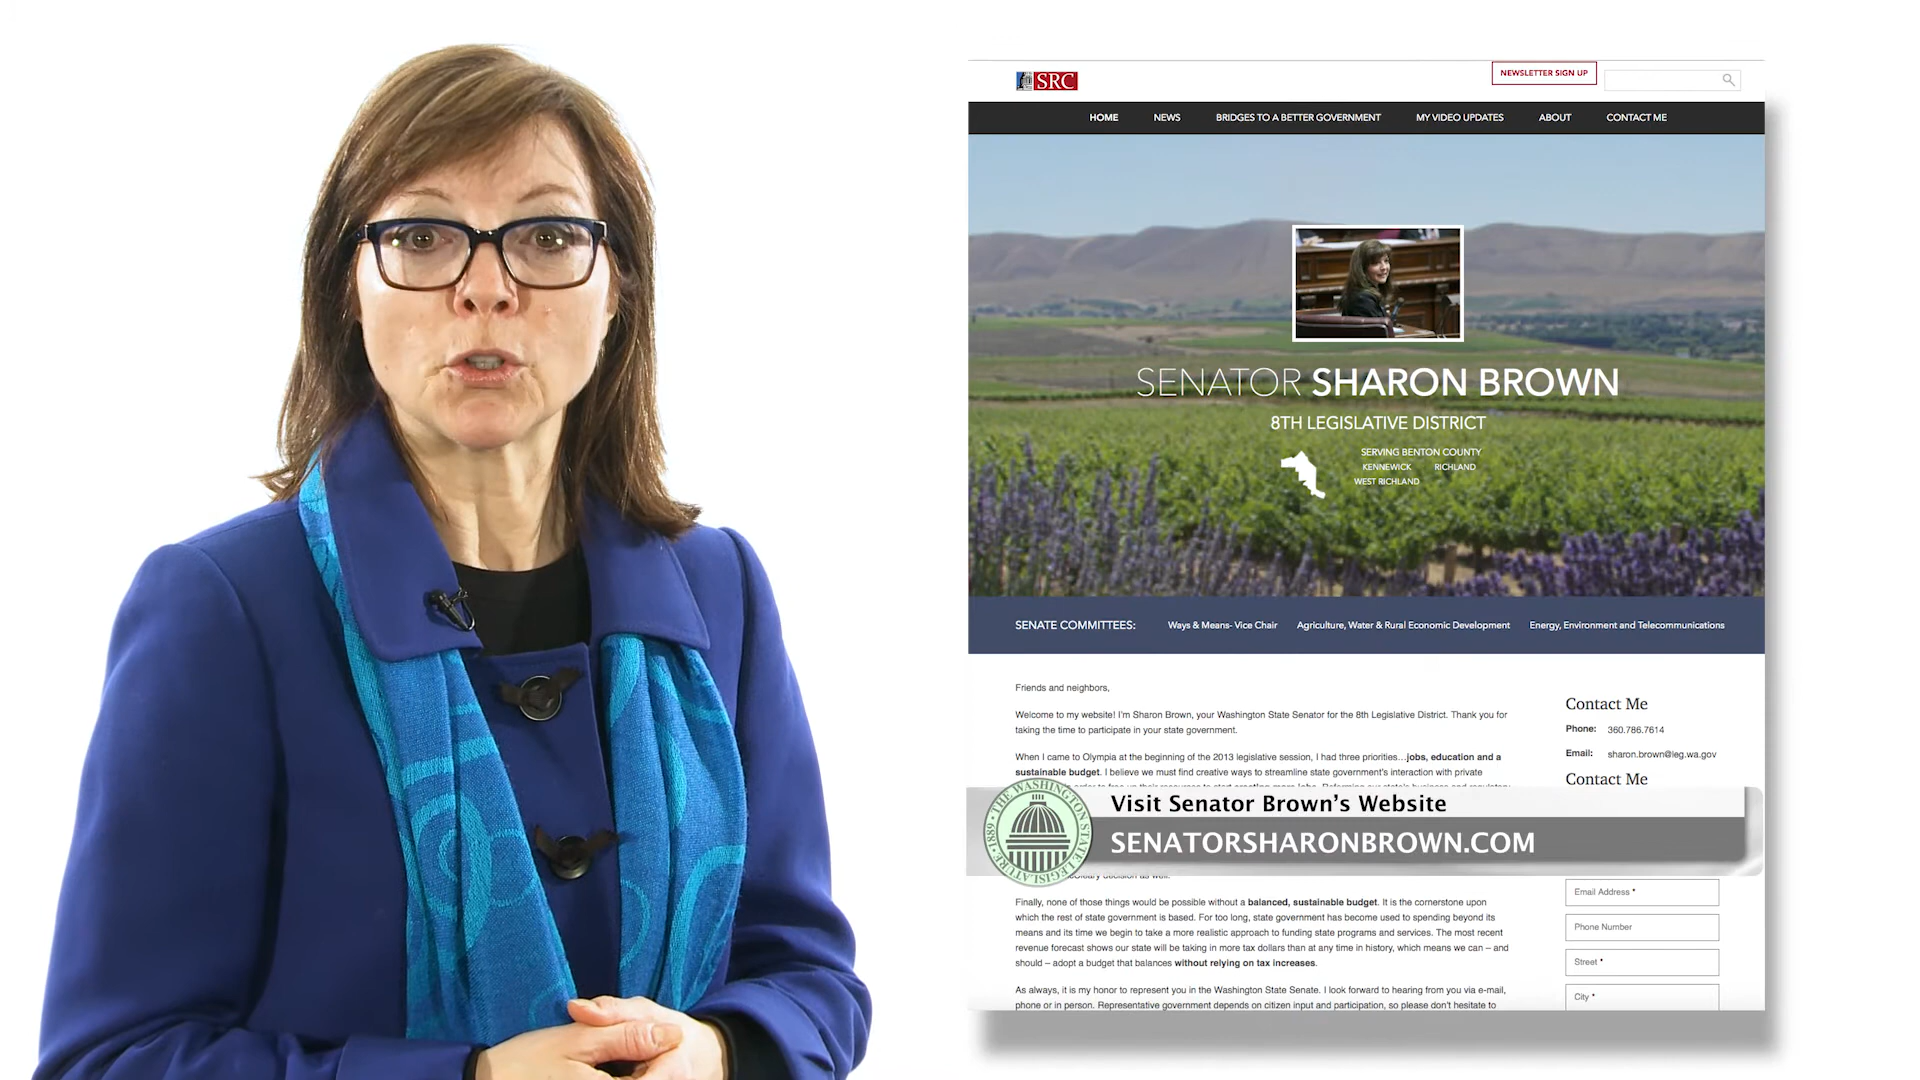 SRC
NEWSLETTER SIGN UP
HOME NEWS BRIDGES TO A BETTER GOVERNMENT MY VIDEO UPDATES ABOUT CONTACT ME
SENATOR SHARON BROWN
8TH LEGISLATIVE DISTRICT
SERVING BENTON COUNTY
KENNEWICK RICHLAND
WEST RICHLAND
SENATE COMMITTEES: Ways & Means- Vice Chair Agriculture, Water & Rural Economic Development Energy, Environment and Telecommunications
Friends and neighbors,
Welcome to my website! I'm Sharon Brown, your Washington State Senator for the 8th Legislative District. Thank you for
taking the time to participate in your state government.
When I came to Olympia at the beginning of the 2013 legislative session, I had three priorities…jobs, education and a
sustainable budget. I believe we must find creative ways to streamline state government's interaction with private
Contact Me
Phone: 360.786.7614
Email: sharon.brown@leg.wa.gov
Contact Me
THE WASHINGTON STATE LEGISLATURE 1889
Visit Senator Brown's Website
SENATORSHARONBROWN.COM
decision as well.
Finally, none of those things would be possible without a balanced, sustainable budget. It is the cornerstone upon
which the rest of state government is based. For too long, state government has become used to spending beyond its
means and its time we begin to take a more realistic approach to funding state programs and services. The most recent
revenue forecast shows our state will be taking in more tax dollars than at any time in history, which means we can – and
should – adopt a budget that balances without relying on tax increases.
As always, it is my honor to represent you in the Washington State Senate. I look forward to hearing from you via e-mail,
phone or in person. Representative government depends on citizen input and participation, so please don't hesitate to
Email Address *
Phone Number
Street *
City *